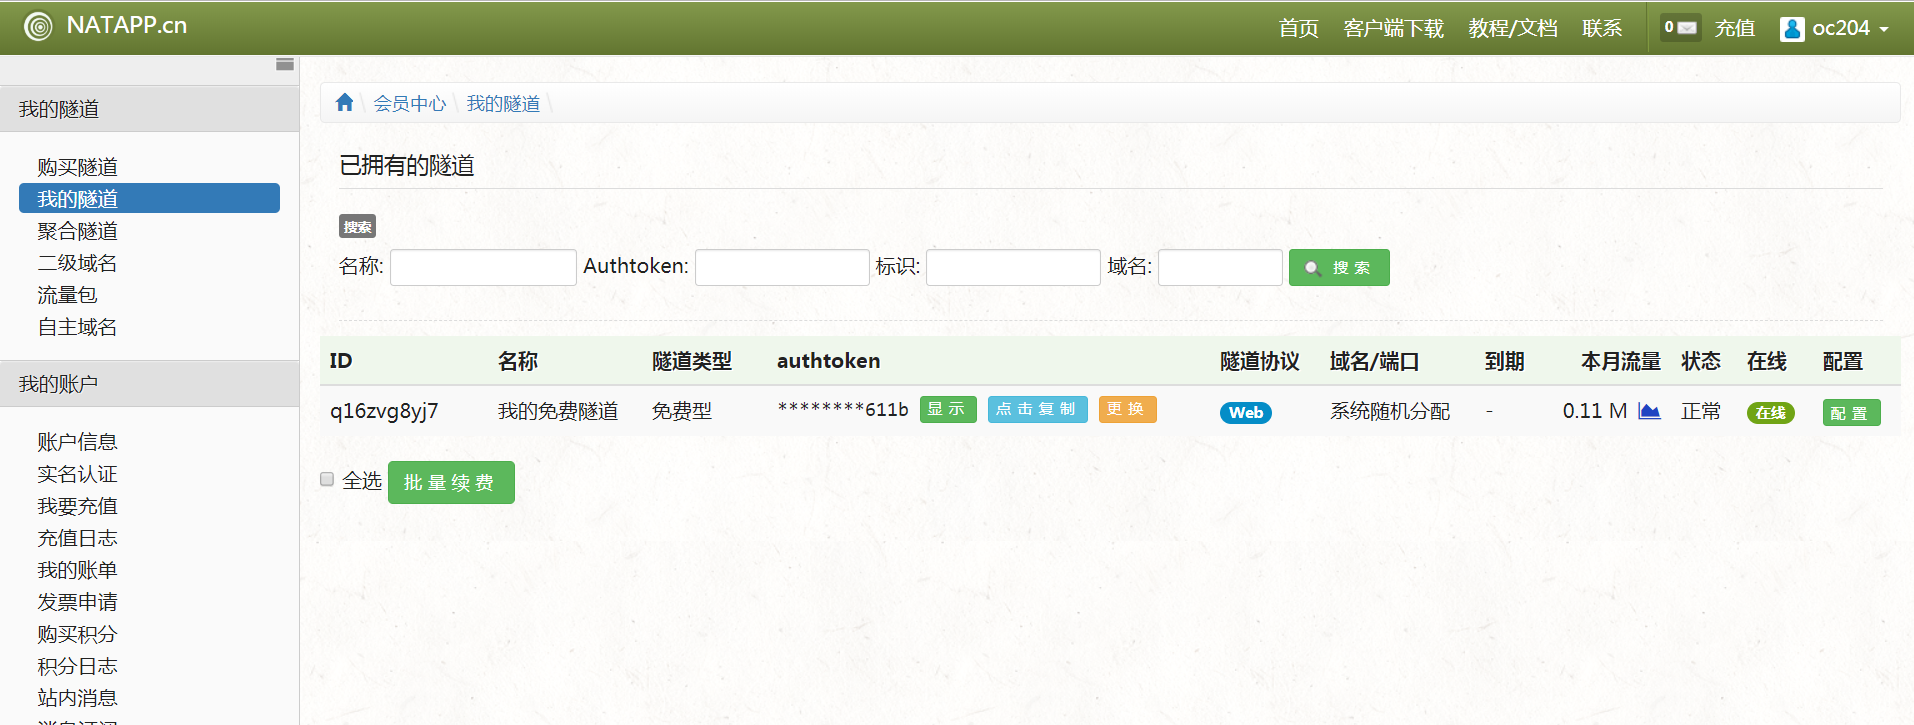 NATAPP.cn
首页 客户端下载 教程/文档 联系 0 充值 oc204
我的隧道
购买隧道
我的隧道
聚合隧道
二级域名
流量包
自主域名
我的账户
账户信息
实名认证
我要充值
充值日志
我的账单
发票申请
购买积分
积分日志
站内消息
会员中心 \ 我的隧道 \
已拥有的隧道
搜索
名称: Authtoken: 标识: 域名: 搜索
ID 名称 隧道类型 authtoken 隧道协议 域名/端口 到期 本月流量 状态 在线 配置
q16zvg8yj7 我的免费隧道 免费型 ********611b 显示 点击复制 更换 Web 系统随机分配 - 0.11 M 正常 在线 配置
全选 批量续费